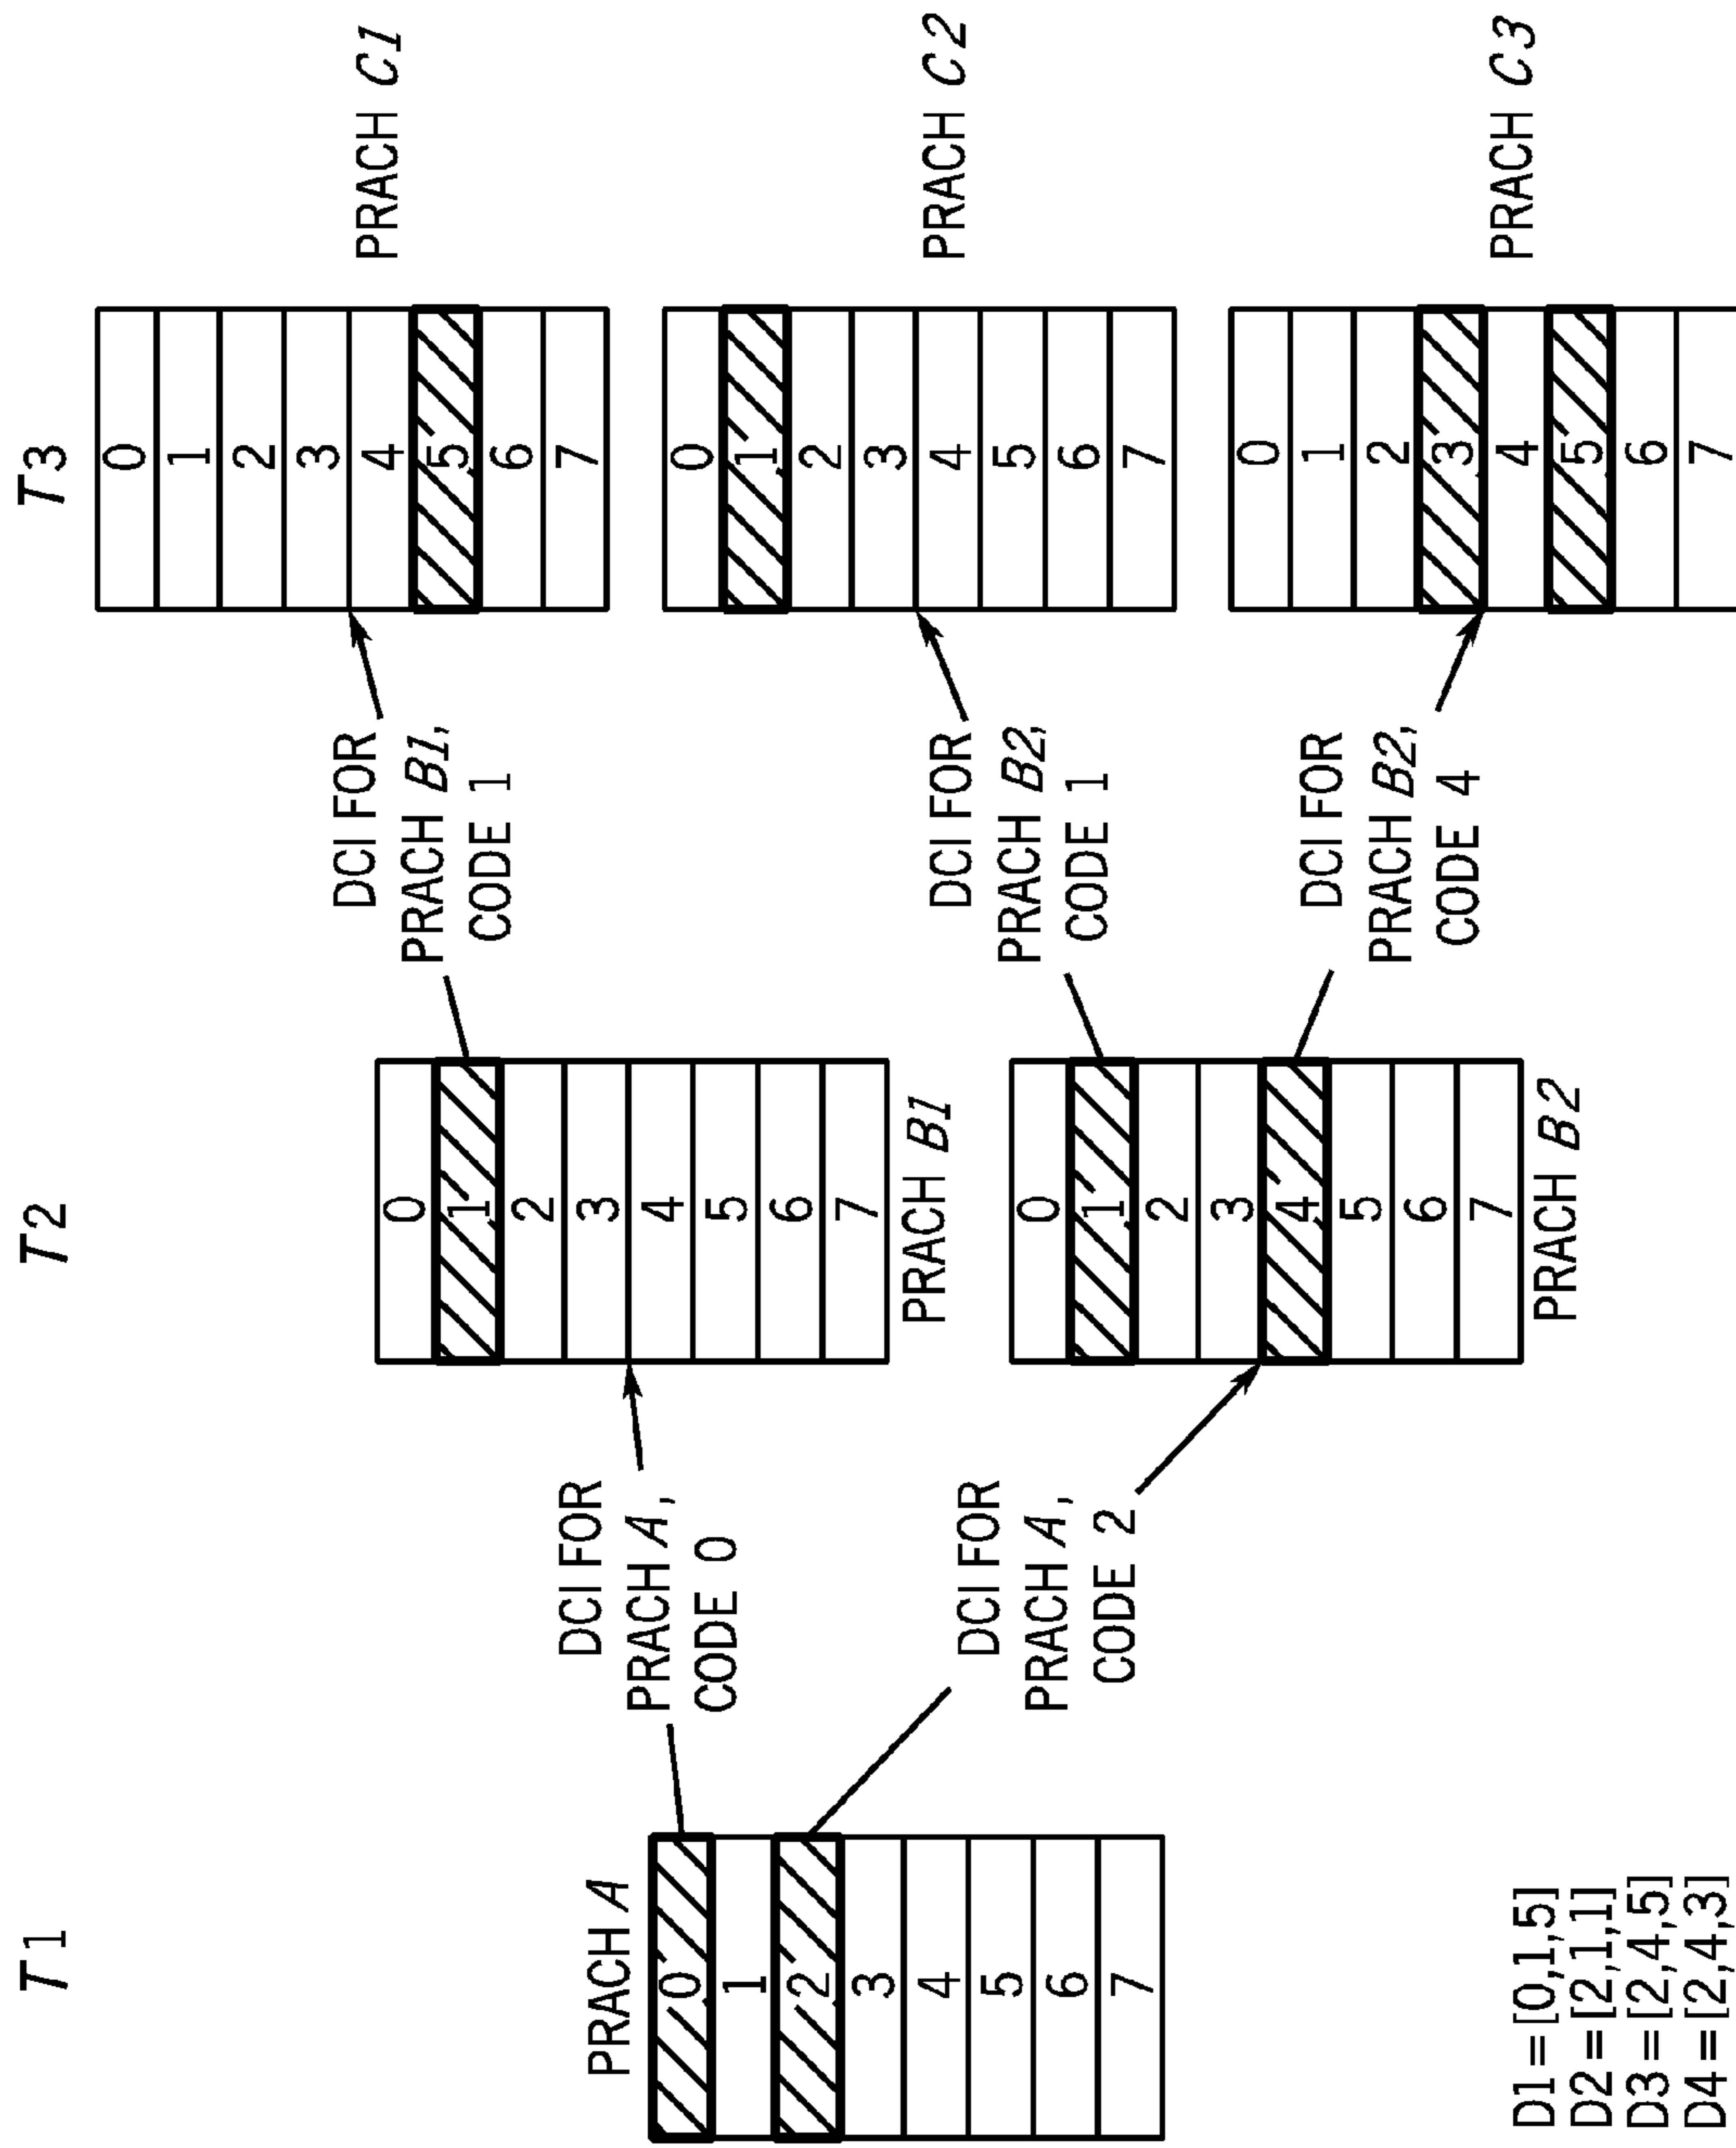 T1
T2
T3
PRACH A
0
1
2
3
4
5
6
7
DCI FOR
PRACH A,
CODE 0
DCI FOR
PRACH A,
CODE 2
0
1
2
3
4
5
6
7
PRACH B1
0
1
2
3
4
5
6
7
PRACH B2
DCI FOR
PRACH B1,
CODE 1
DCI FOR
PRACH B2,
CODE 1
DCI FOR
PRACH B2,
CODE 4
0
1
2
3
4
5
6
7
PRACH C1
0
1
2
3
4
5
6
7
PRACH C2
0
1
2
3
4
5
6
7
PRACH C3
D1=[0,1,5]
D2=[2,1,1]
D3=[2,4,5]
D4=[2,4,3]